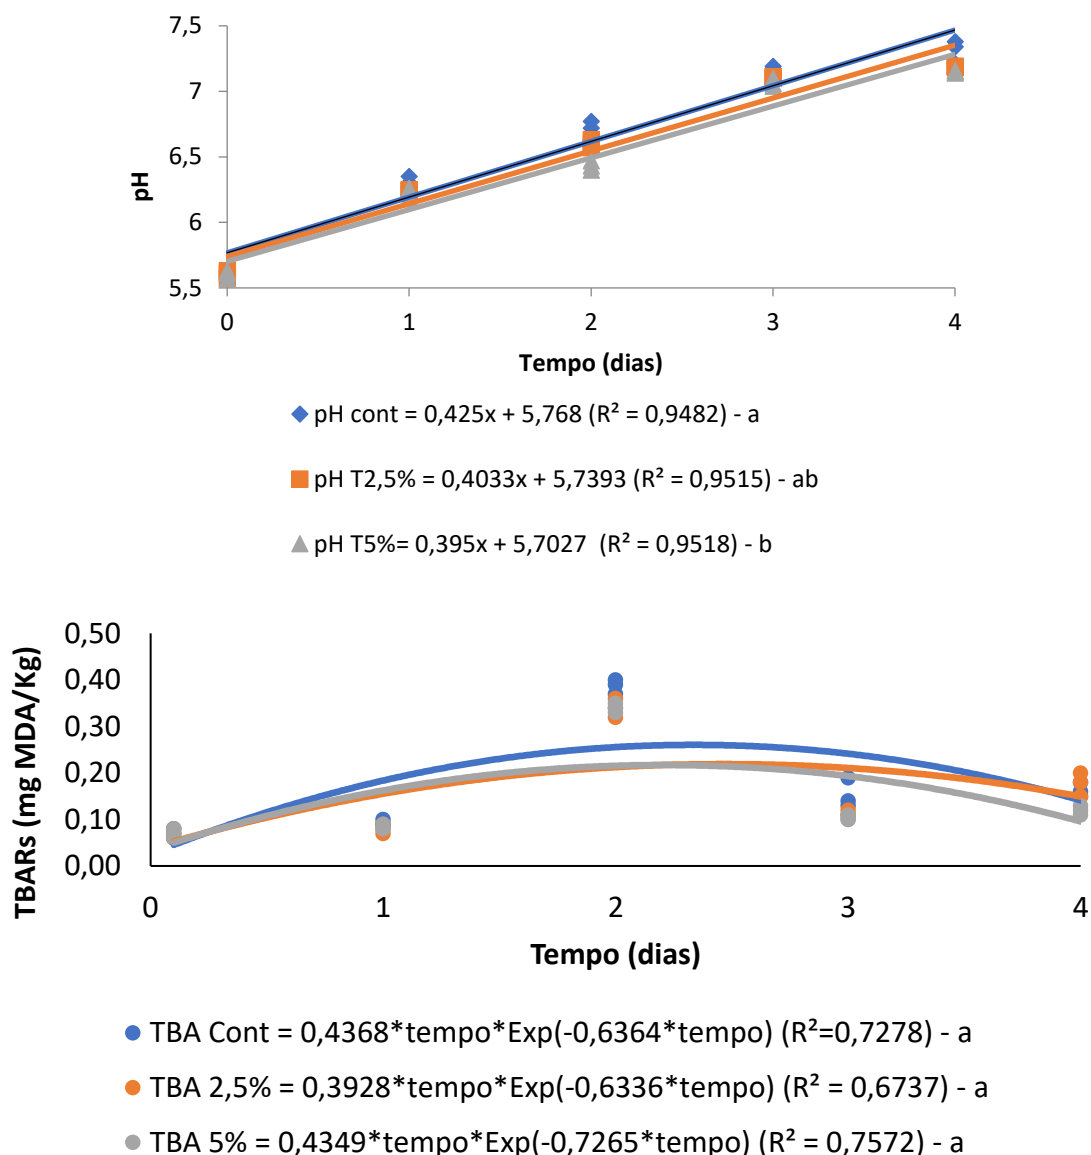 7,5
7
6,5
6
5,5
pH
0 1 2 3 4
Tempo (dias)
pH cont = 0,425x + 5,768 (R² = 0,9482) - a
pH T2,5% = 0,4033x + 5,7393 (R² = 0,9515) - ab
pH T5%= 0,395x + 5,7027 (R² = 0,9518) - b
0,50
0,40
0,30
0,20
0,10
0,00
TBARs (mg MDA/Kg)
0 1 2 3 4
Tempo (dias)
TBA Cont = 0,4368*tempo*Exp(-0,6364*tempo) (R²=0,7278) - a
TBA 2,5% = 0,3928*tempo*Exp(-0,6336*tempo) (R² = 0,6737) - a
TBA 5% = 0,4349*tempo*Exp(-0,7265*tempo) (R² = 0,7572) - a